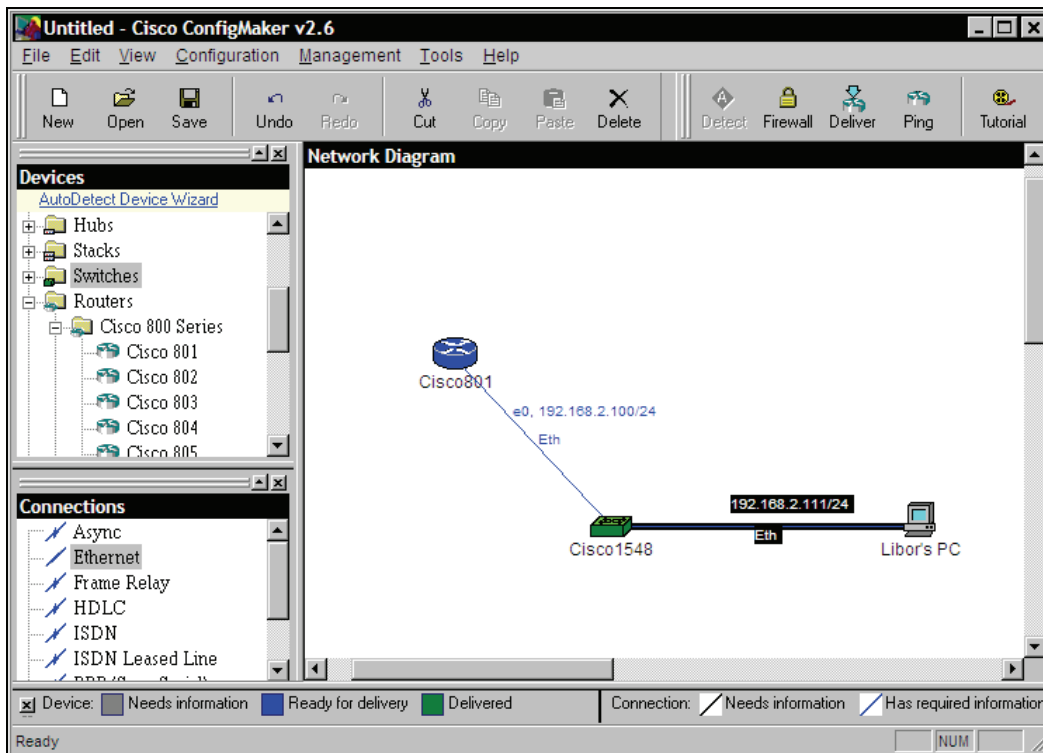 Untitled - Cisco ConfigMaker v2.6
File Edit View Configuration Management Tools Help
New Open Save Undo Redo Cut Copy Paste Delete Detect Firewall Deliver Ping Tutorial
Devices
AutoDetect Device Wizard
Hubs
Stacks
Switches
Routers
Cisco 800 Series
Cisco 801
Cisco 802
Cisco 803
Cisco 804
Cisco 805
Connections
Async
Ethernet
Frame Relay
HDLC
ISDN
ISDN Leased Line
Network Diagram
Cisco801
e0, 192.168.2.100/24
Eth
192.168.2.111/24
Eth
Cisco1548
Libor's PC
Device: Needs information Ready for delivery Delivered Connection: Needs information Has required information
Ready NUM